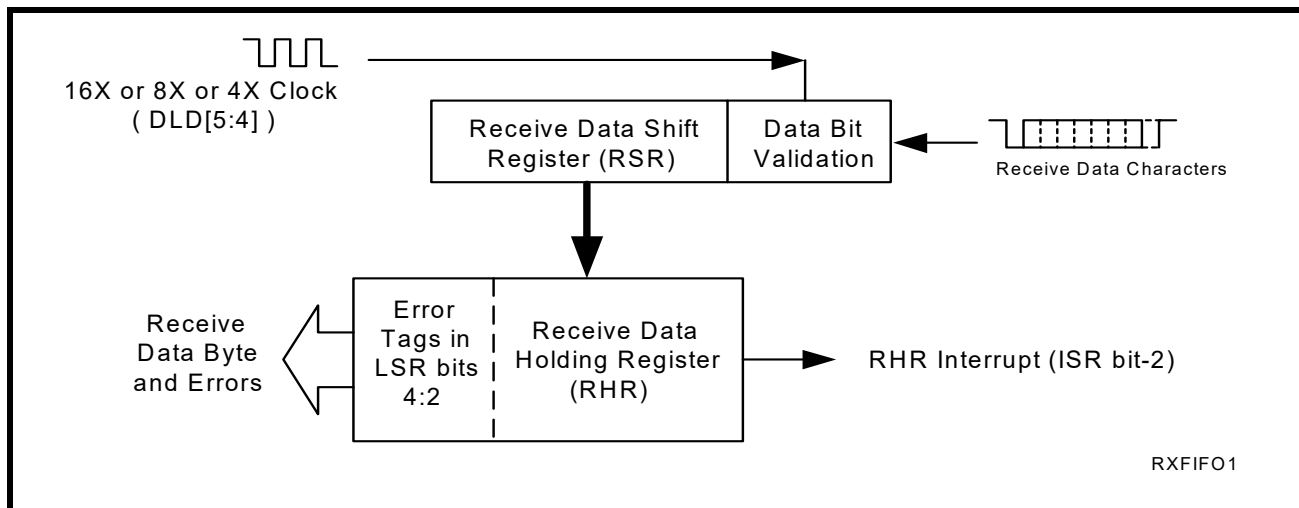 16X or 8X or 4X Clock
( DLD[5:4] )
Receive Data Shift
Register (RSR)
Data Bit
Validation
Receive Data Characters
Receive
Data Byte
and Errors
Error
Tags in
LSR bits
4:2
Receive Data
Holding Register
(RHR)
RHR Interrupt (ISR bit-2)
RXFIFO1